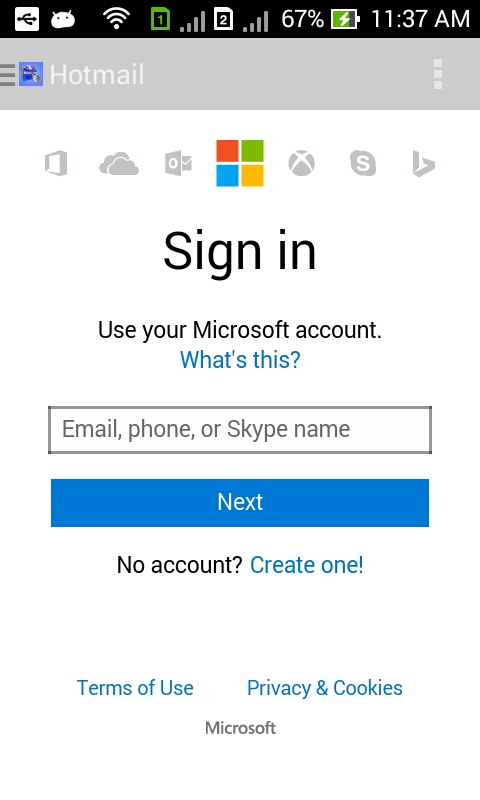 1 2 67% 11:37 AM
Hotmail
Sign in
Use your Microsoft account.
What's this?
Email, phone, or Skype name
Next
No account? Create one!
Terms of Use Privacy & Cookies
Microsoft